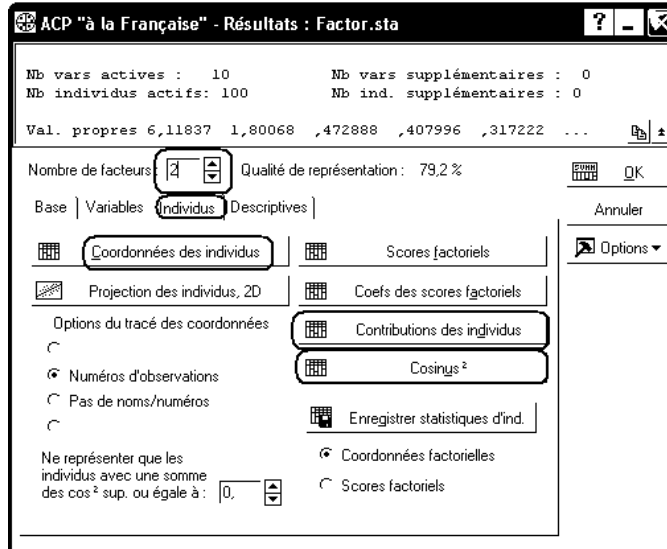 ACP "à la Française" - Résultats : Factor.sta
Nb vars actives : 10 Nb vars supplémentaires : 0
Nb individus actifs: 100 Nb ind. supplémentaires : 0
Val. propres 6,11837 1,80068 ,472888 ,407996 ,317222 ...
Nombre de facteurs : 2 Qualité de représentation : 79,2 %
OK
Base Variables Individus Descriptives
Annuler
Coordonnées des individus Scores factoriels
Options
Projection des individus, 2D Coefs des scores factoriels
Options du tracé des coordonnées
Contributions des individus
Numéros d'observations
Cosinus²
Pas de noms/numéros
Enregistrer statistiques d'ind.
Ne représenter que les
individus avec une somme
des cos² sup. ou égale à : 0,
Coordonnées factorielles
Scores factoriels